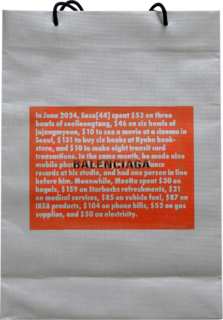 In June 2024, Sasa[44] spent $53 on three
bowls of seolleongtang, $46 on six bowls of
jajangmyeon, $10 to see a movie at a cinema in
Seoul, $131 to buy six books at Kyobo book-
store, and $10 to make eight transit card
transactions. In the same month, he made nine
mobile ph
BALENCIAGA
ance
records at his studio, and had one person in line
before him. Meanwhile, MeeNa spent $30 on
bagels, $159 on Starbucks refreshments, $21
on medical services, $85 on vehicle fuel, $87 on
IKEA products, $104 on phone bills, $53 on gas
supplies, and $50 on electricity.